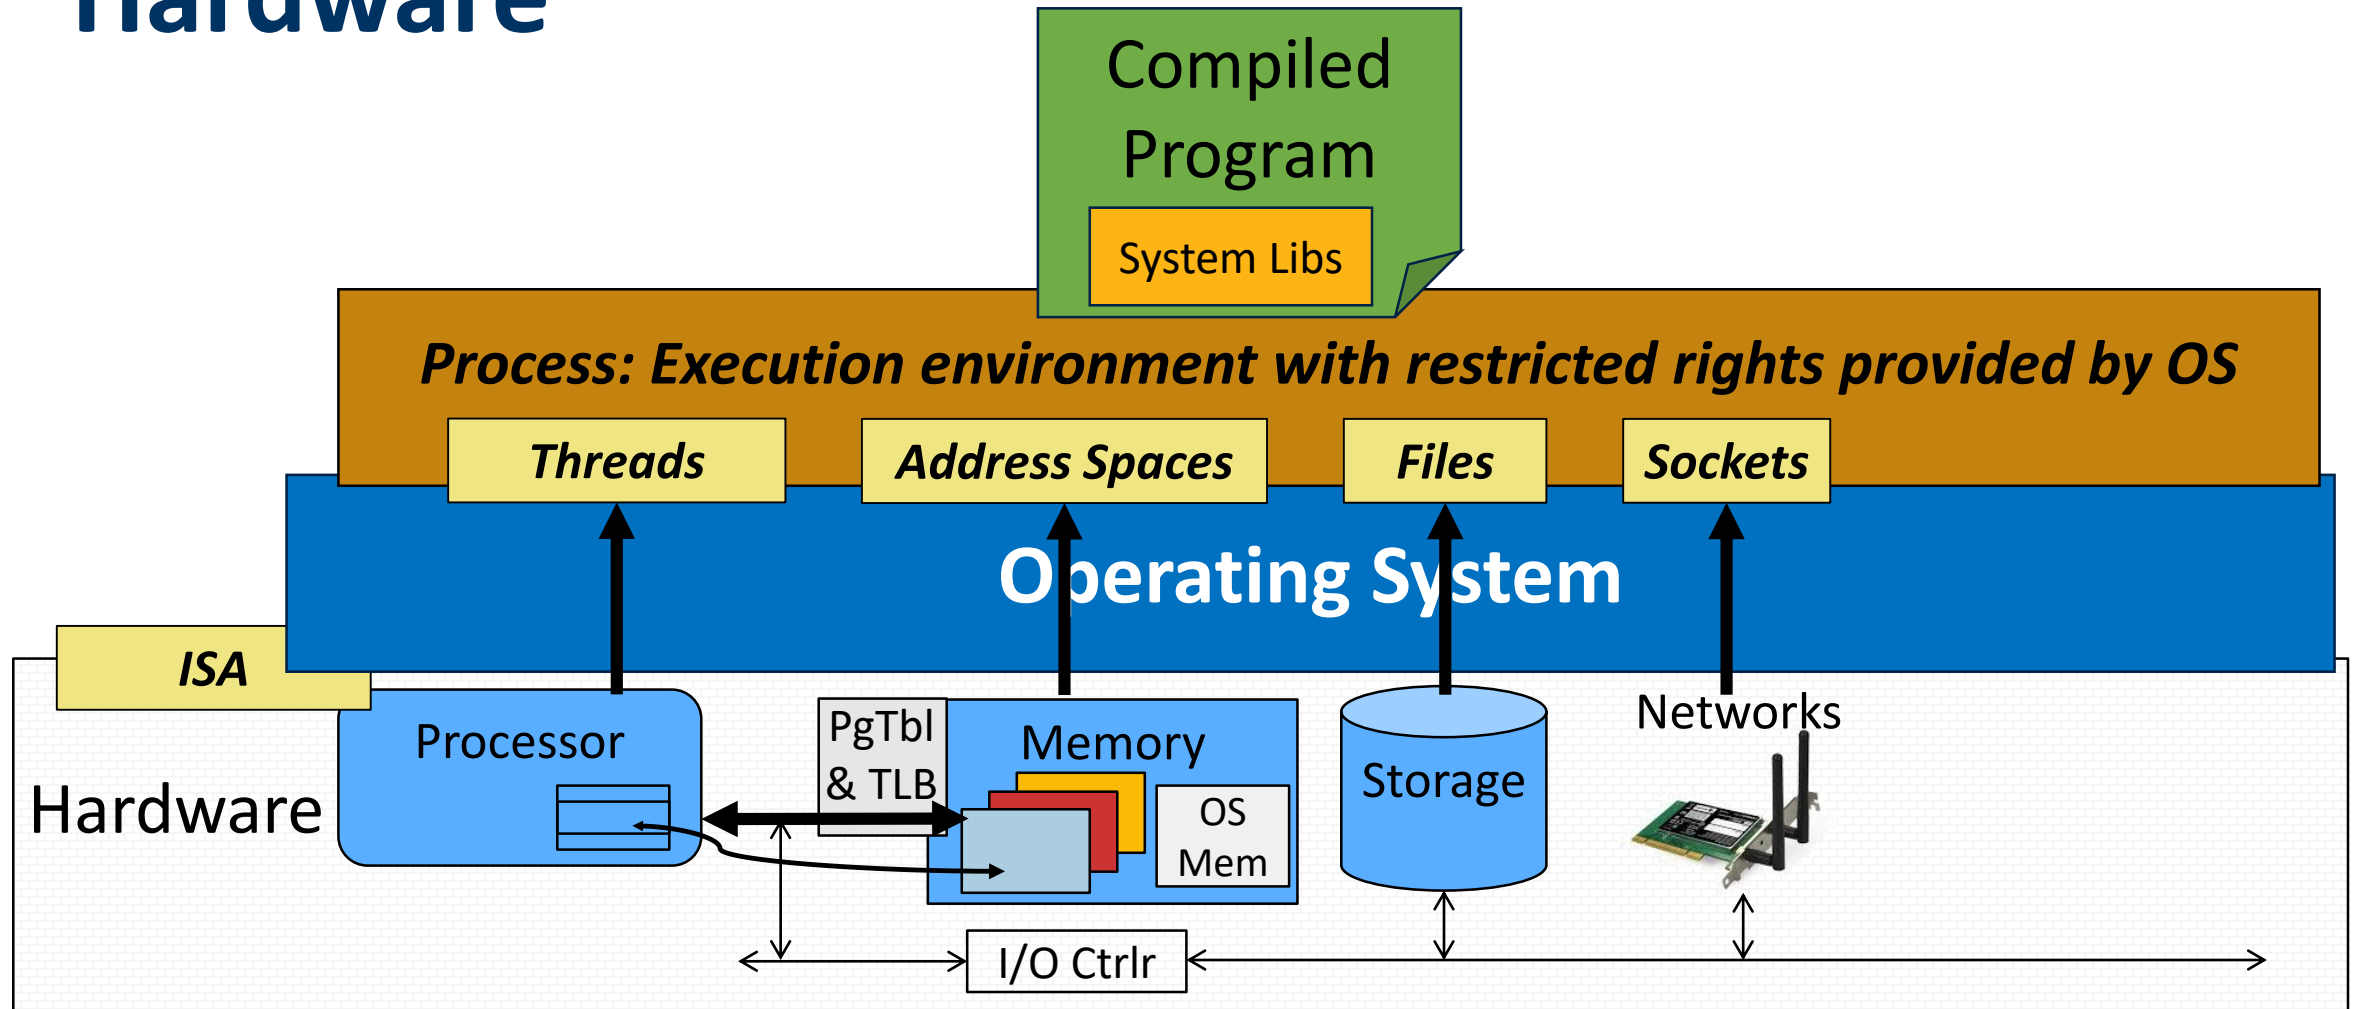 Hardware
Compiled
Program
System Libs
Process: Execution environment with restricted rights provided by OS
Threads
Address Spaces
Files
Sockets
Operating System
ISA
Hardware
Processor
PgTbl
& TLB
Memory
OS
Mem
Storage
Networks
I/O Ctrlr